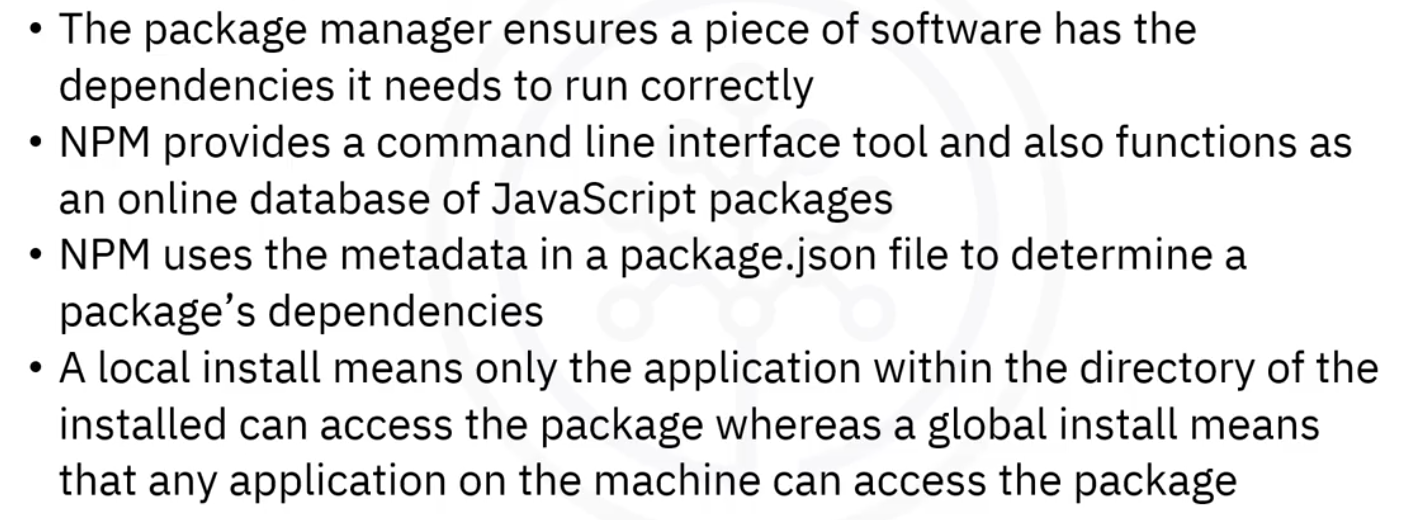 • The package manager ensures a piece of software has the
dependencies it needs to run correctly
• NPM provides a command line interface tool and also functions as
an online database of JavaScript packages
• NPM uses the metadata in a package.json file to determine a
package’s dependencies
• A local install means only the application within the directory of the
installed can access the package whereas a global install means
that any application on the machine can access the package